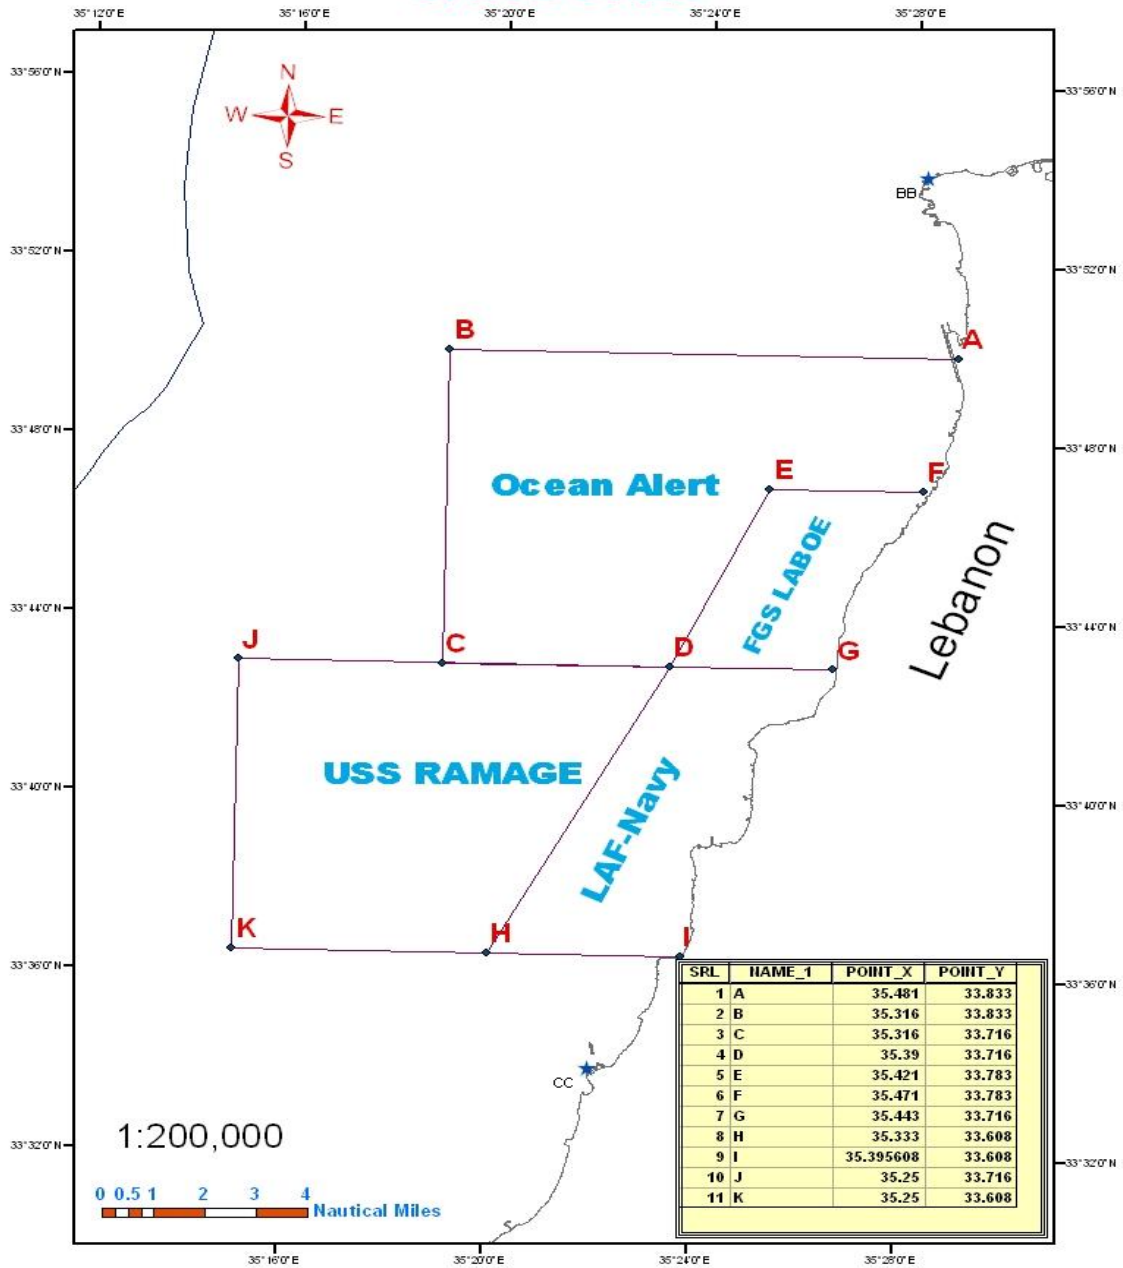 35°12'0"E 35°16'0"E 35°20'0"E 35°24'0"E 35°28'0"E
33°56'0"N
33°56'0"N
N
W E
S
BB
33°52'0"N
33°52'0"N
B
A
33°48'0"N
33°48'0"N
E
F
Ocean Alert
FGS LABOE
Lebanon
33°44'0"N
33°44'0"N
J
C
D
G
USS RAMAGE
LAF-Navy
33°40'0"N
33°40'0"N
K
H
I
33°36'0"N
33°36'0"N
SRL NAME_1 POINT_X POINT_Y
1 A 35.481 33.833
2 B 35.316 33.833
3 C 35.316 33.716
4 D 35.39 33.716
5 E 35.421 33.783
6 F 35.471 33.783
7 G 35.443 33.716
8 H 35.333 33.608
9 I 35.395608 33.608
10 J 35.25 33.716
11 K 35.25 33.608
CC
1:200,000
33°32'0"N
33°32'0"N
0 0.5 1 2 3 4
Nautical Miles
35°16'0"E 35°20'0"E 35°24'0"E 35°28'0"E